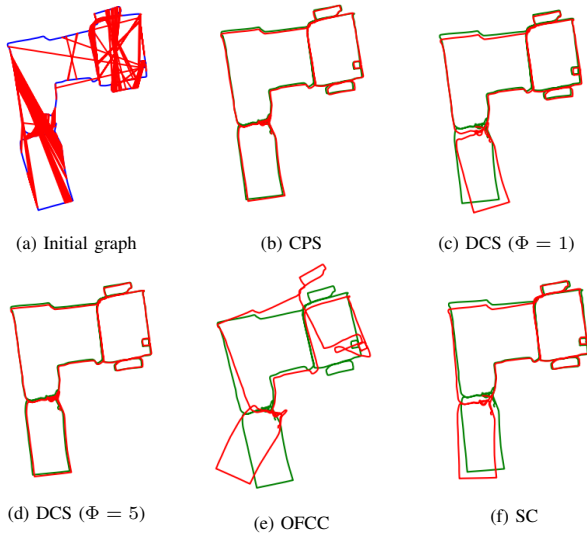 (a) Initial graph
(b) CPS
(c) DCS (Φ = 1)
(d) DCS (Φ = 5)
(e) OFCC
(f) SC